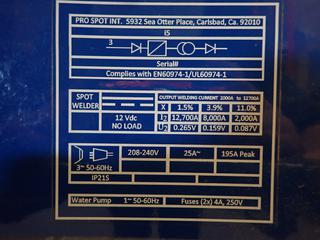 PRO SPOT INT. 5932 Sea Otter Place, Carlsbad, Ca. 92010
i5
3
Serial#
Complies with EN60974-1/UL60974-1
SPOT WELDER
OUTPUT WELDING CURRENT 2000A to 12700A
X 1.5% 3.9% 11.0%
12 Vdc NO LOAD
I2 12,700A 8,000A 2,000A
U2 0.265V 0.159V 0.087V
3~ 50-60Hz 208-240V 25A~ 195A Peak
IP21S
Water Pump 1~ 50-60Hz Fuses (2x) 4A, 250V